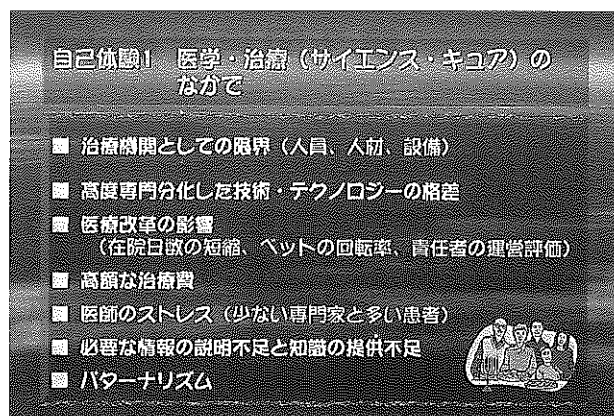 自己体験1 医学・治療（サイエンス・キュア）の
なかで
■ 治療機関としての限界（人員、人材、設備）
■ 高度専門分化した技術・テクノロジーの格差
■ 医療改革の影響
（在院日数の短縮、ベットの回転率、責任者の運営評価）
■ 高額な治療費
■ 医師のストレス（少ない専門家と多い患者）
■ 必要な情報の説明不足と知識の提供不足
■ パターナリズム